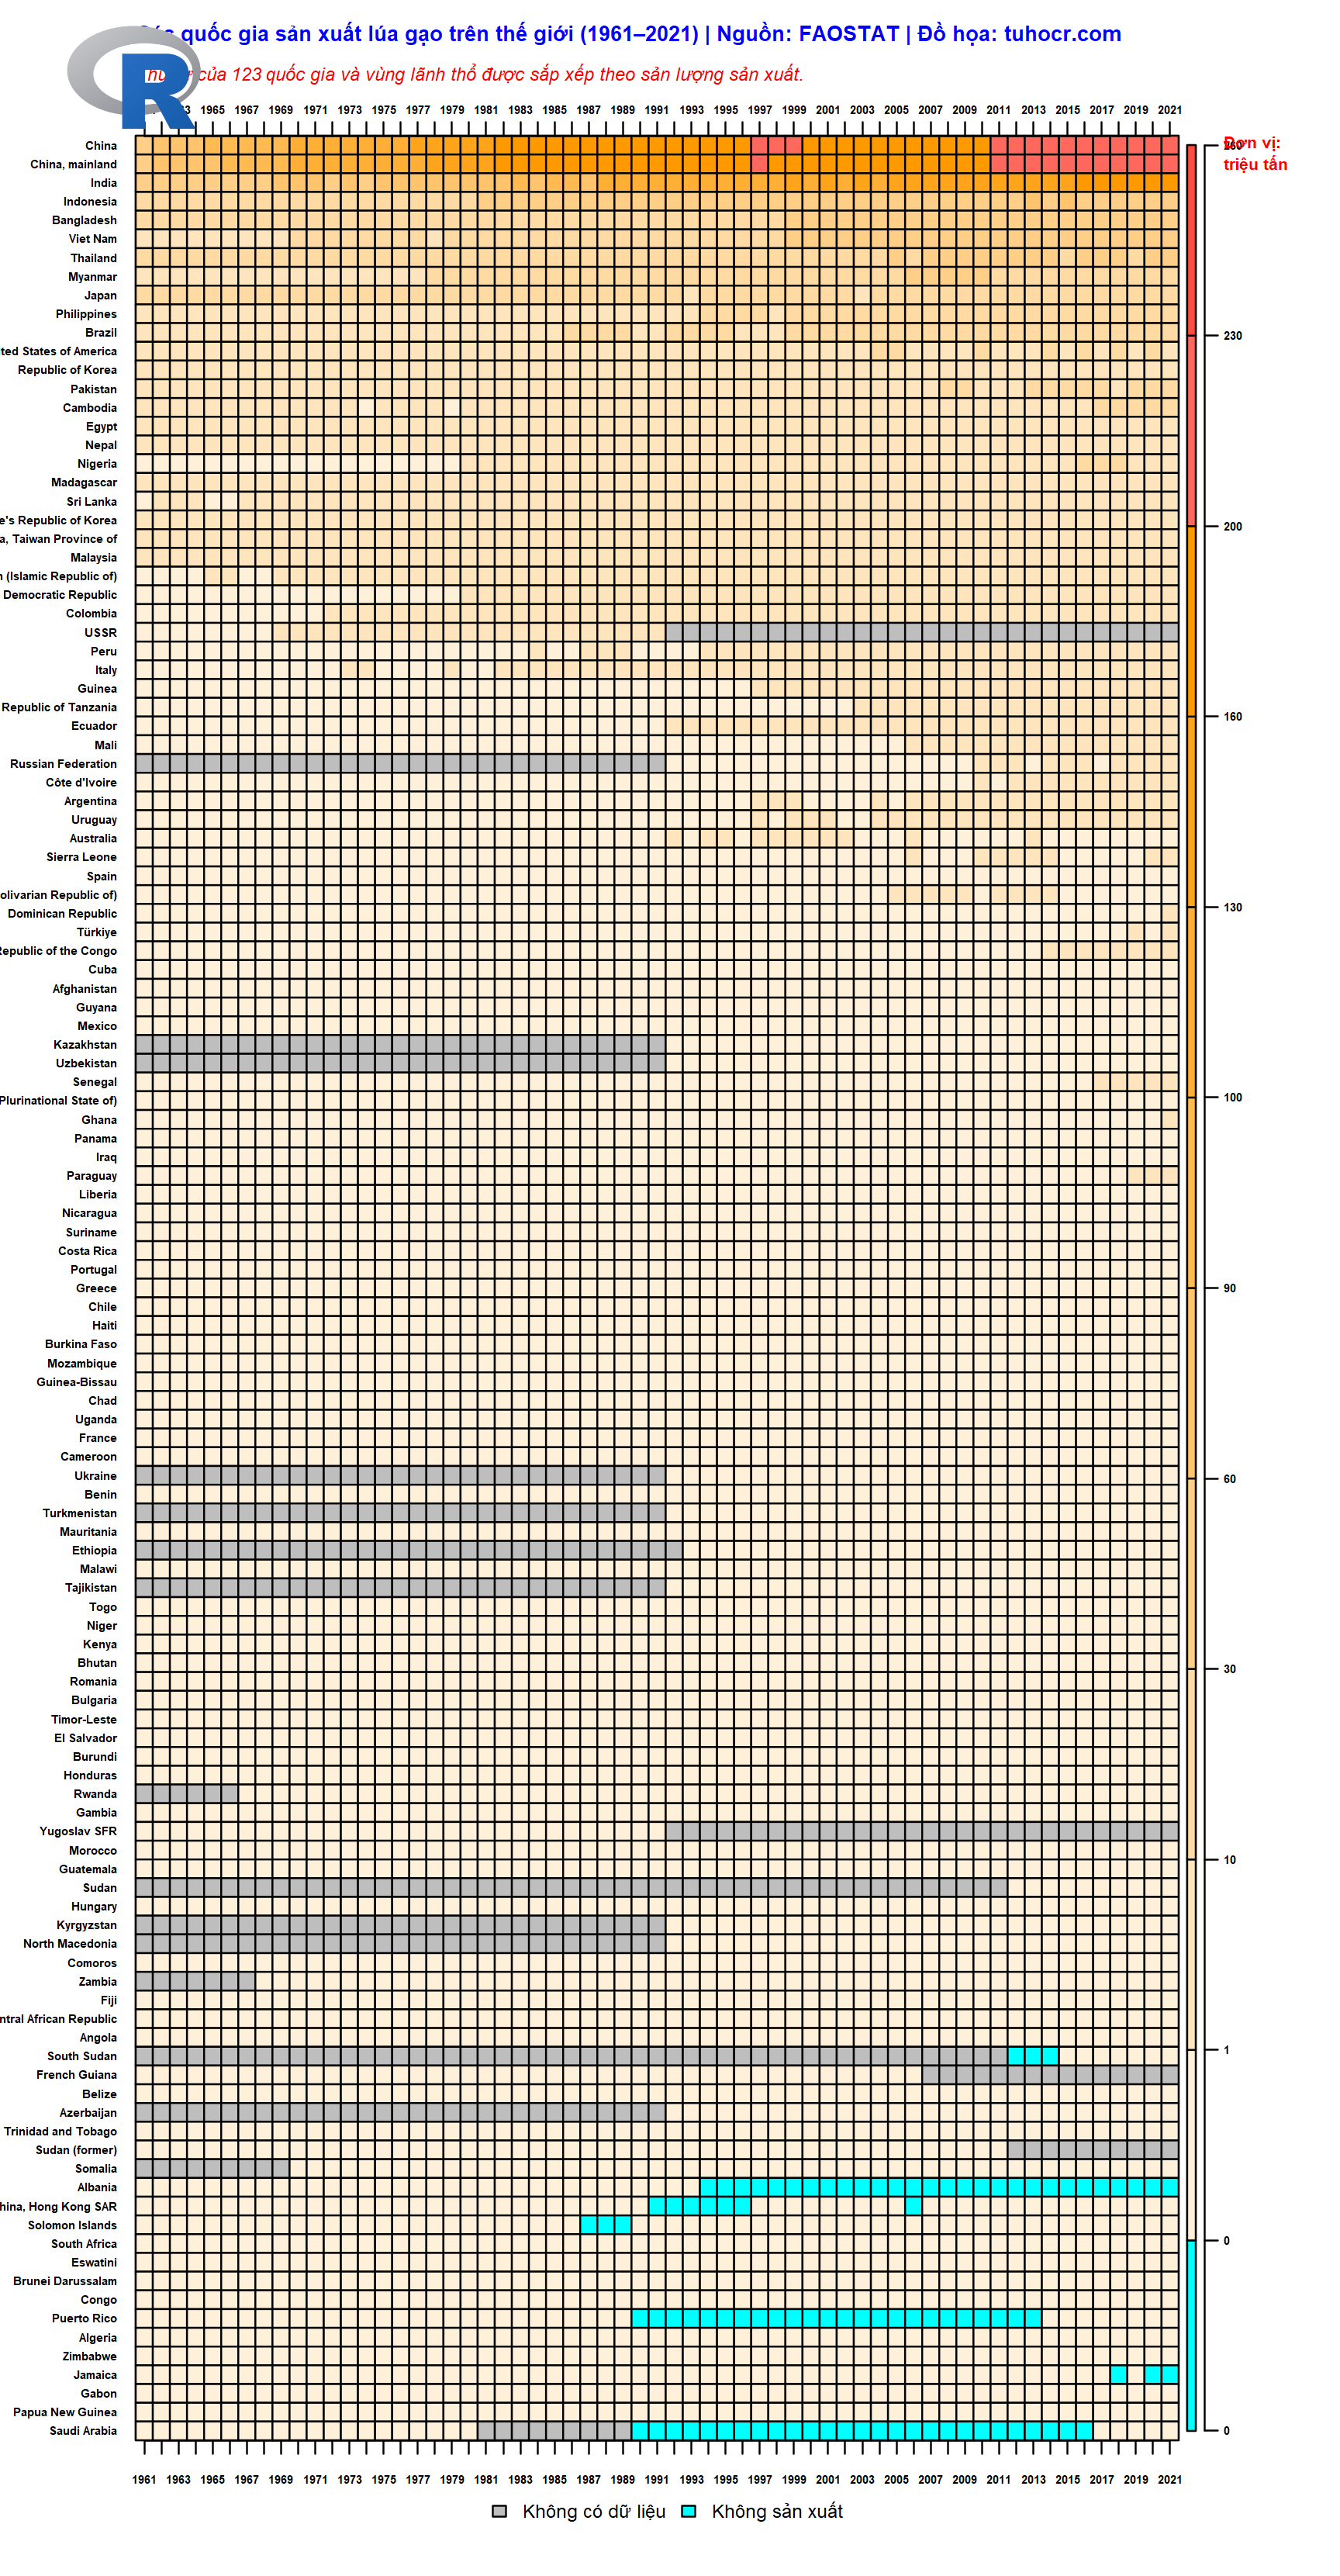 quốc gia sản xuất lúa gạo trên thế giới (1961–2021) | Nguồn: FAOSTAT | Đồ họa: tuhocr.com
của 123 quốc gia và vùng lãnh thổ được sắp xếp theo sản lượng sản xuất.
1965 1967 1969 1971 1973 1975 1977 1979 1981 1983 1985 1987 1989 1991 1993 1995 1997 1999 2001 2003 2005 2007 2009 2011 2013 2015 2017 2019 2021
Đơn vị:
triệu tấn
China
China, mainland
India
Indonesia
Bangladesh
Viet Nam
Thailand
Myanmar
Japan
Philippines
Brazil
ted States of America
Republic of Korea
Pakistan
Cambodia
Egypt
Nepal
Nigeria
Madagascar
Sri Lanka
e's Republic of Korea
a, Taiwan Province of
Malaysia
n (Islamic Republic of)
Democratic Republic
Colombia
USSR
Peru
Italy
Guinea
Republic of Tanzania
Ecuador
Mali
Russian Federation
Côte d'Ivoire
Argentina
Uruguay
Australia
Sierra Leone
Spain
olivarian Republic of)
Dominican Republic
Türkiye
Republic of the Congo
Cuba
Afghanistan
Guyana
Mexico
Kazakhstan
Uzbekistan
Senegal
Plurinational State of)
Ghana
Panama
Iraq
Paraguay
Liberia
Nicaragua
Suriname
Costa Rica
Portugal
Greece
Chile
Haiti
Burkina Faso
Mozambique
Guinea-Bissau
Chad
Uganda
France
Cameroon
Ukraine
Benin
Turkmenistan
Mauritania
Ethiopia
Malawi
Tajikistan
Togo
Niger
Kenya
Bhutan
Romania
Bulgaria
Timor-Leste
El Salvador
Burundi
Honduras
Rwanda
Gambia
Yugoslav SFR
Morocco
Guatemala
Sudan
Hungary
Kyrgyzstan
North Macedonia
Comoros
Zambia
Fiji
ntral African Republic
Angola
South Sudan
French Guiana
Belize
Azerbaijan
Trinidad and Tobago
Sudan (former)
Somalia
Albania
hina, Hong Kong SAR
Solomon Islands
South Africa
Eswatini
Brunei Darussalam
Congo
Puerto Rico
Algeria
Zimbabwe
Jamaica
Gabon
Papua New Guinea
Saudi Arabia
230
200
160
130
100
90
60
30
10
1
0
0
1961 1963 1965 1967 1969 1971 1973 1975 1977 1979 1981 1983 1985 1987 1989 1991 1993 1995 1997 1999 2001 2003 2005 2007 2009 2011 2013 2015 2017 2019 2021
Không có dữ liệu Không sản xuất
R